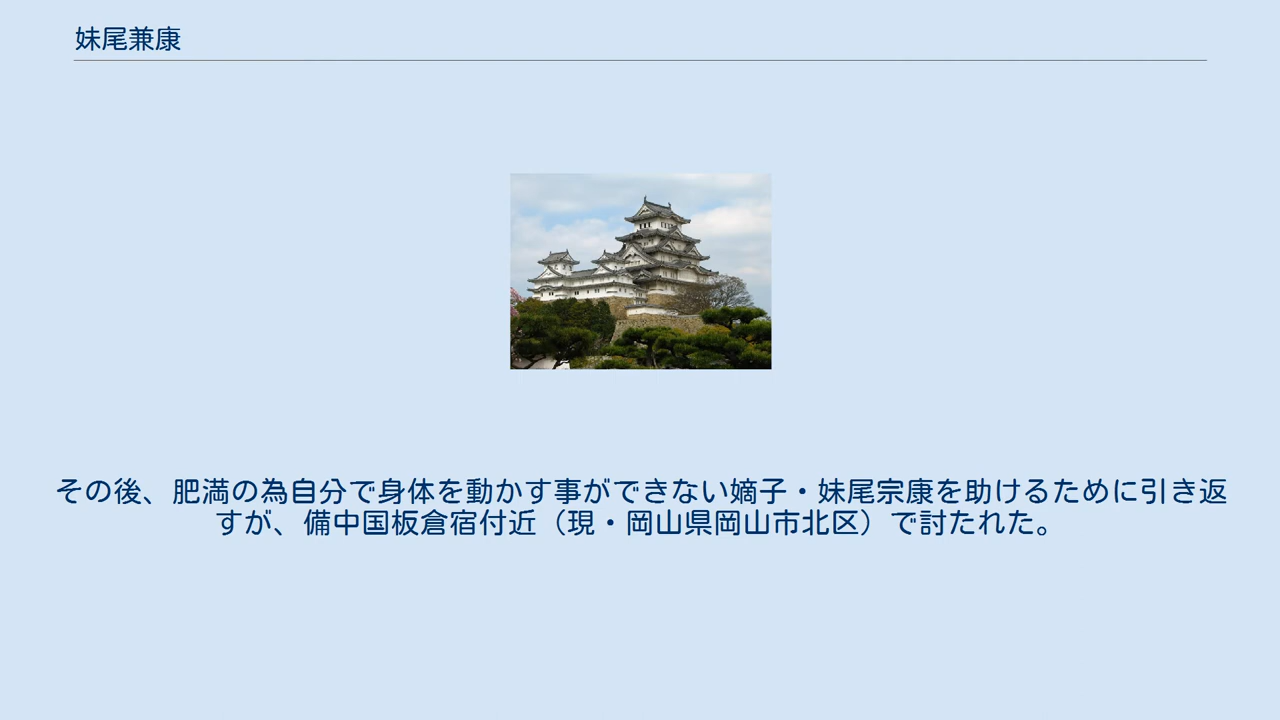 妹尾兼康
その後、肥満の為自分で身体を動かす事ができない嫡子・妹尾宗康を助けるために引き返
すが、備中国板倉宿付近（現・岡山県岡山市北区）で討たれた。